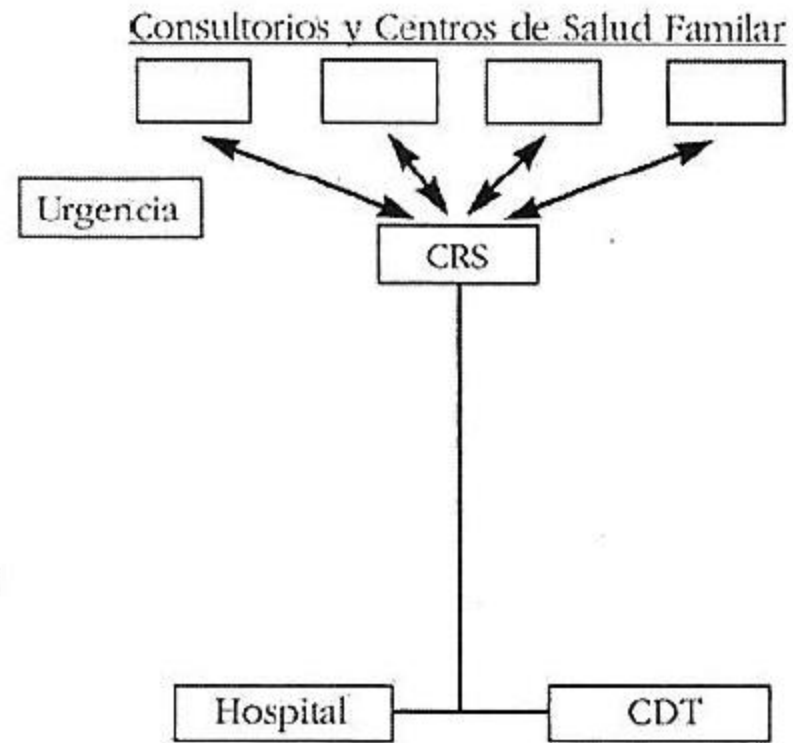 Consultorios y Centros de Salud Familar
Urgencia
CRS
Hospital
CDT